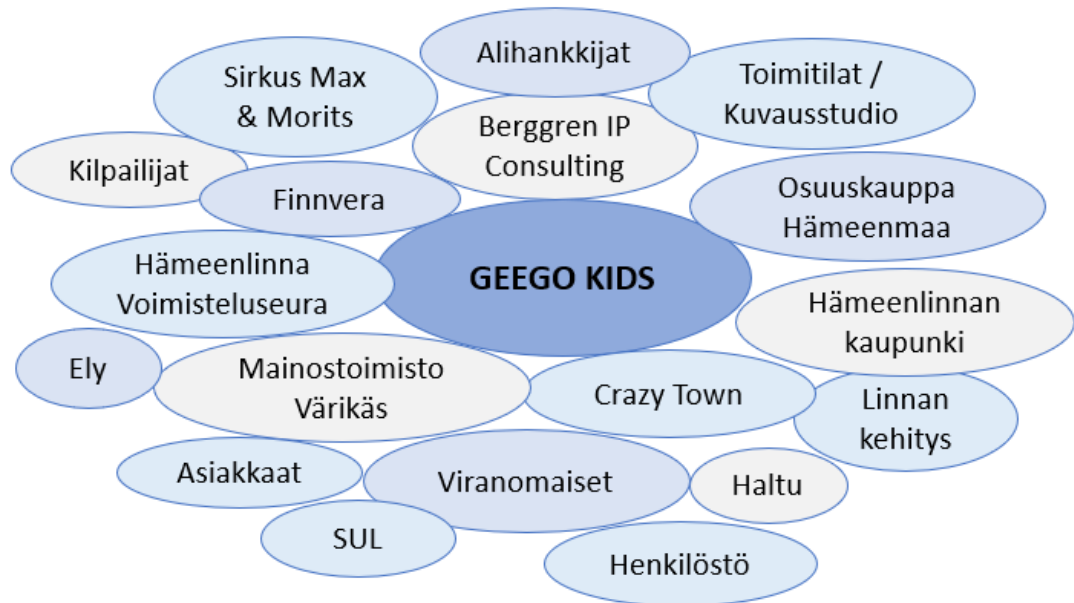 Alihankkijat
Sirkus Max
& Morits
Toimitilat /
Kuvausstudio
Berggren IP
Consulting
Kilpailijat
Finnvera
Osuuskauppa
Hämeenmaa
GEEGO KIDS
Hämeenlinna
Voimisteluseura
Hämeenlinnan
kaupunki
Ely
Mainostoimisto
Värikäs
Crazy Town
Linnan
kehitys
Asiakkaat
Viranomaiset
Haltu
SUL
Henkilöstö